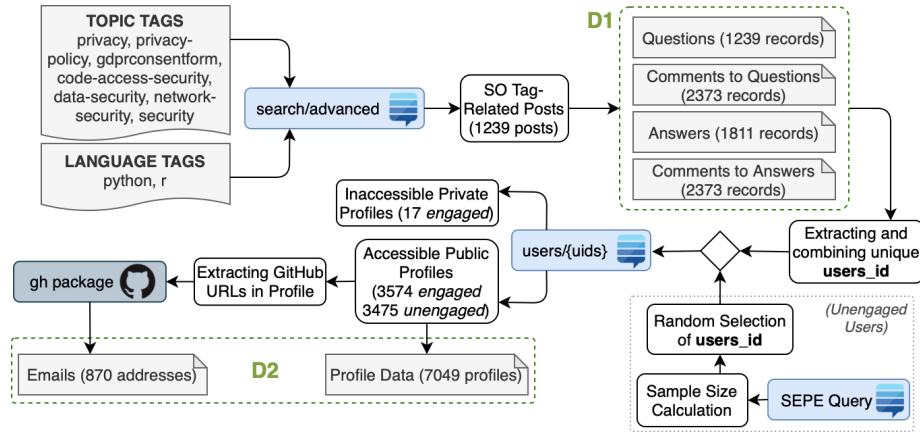 TOPIC TAGS
privacy, privacy-
policy, gdprconsentform,
code-access-security,
data-security, network-
security, security
LANGUAGE TAGS
python, r
search/advanced
SO Tag-
Related Posts
(1239 posts)
D1
Questions (1239 records)
Comments to Questions
(2373 records)
Answers (1811 records)
Comments to Answers
(2373 records)
Extracting and
combining unique
users_id
users/{uids}
Inaccessible Private
Profiles (17 engaged)
Accessible Public
Profiles
(3574 engaged
3475 unengaged)
Extracting GitHub
URLs in Profile
gh package
(Unengaged
Users)
Random Selection
of users_id
Sample Size
Calculation
SEPE Query
D2
Emails (870 addresses)
Profile Data (7049 profiles)